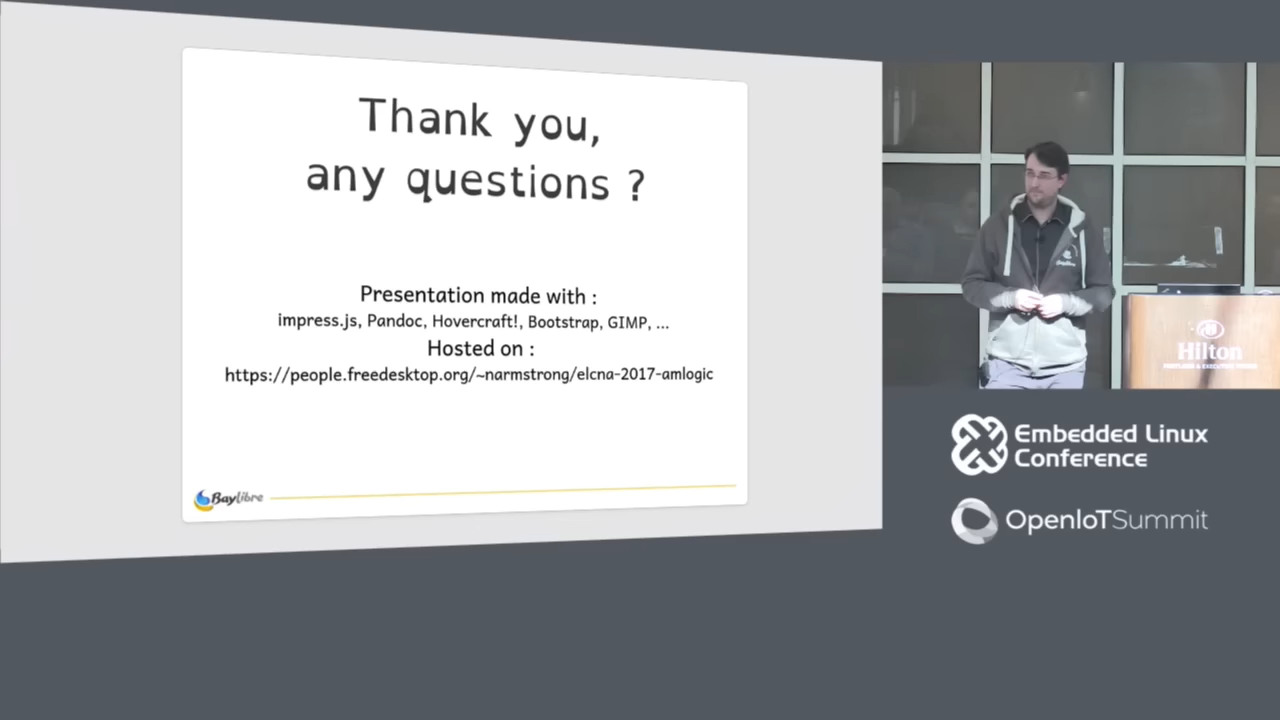 Thank you,
any questions ?
Presentation made with :
impress.js, Pandoc, Hovercraft!, Bootstrap, GIMP, ...
Hosted on :
https://people.freedesktop.org/~narmstrong/elcna-2017-amlogic
Baylibre
Hilton
Embedded Linux
Conference
OpenIoTSummit